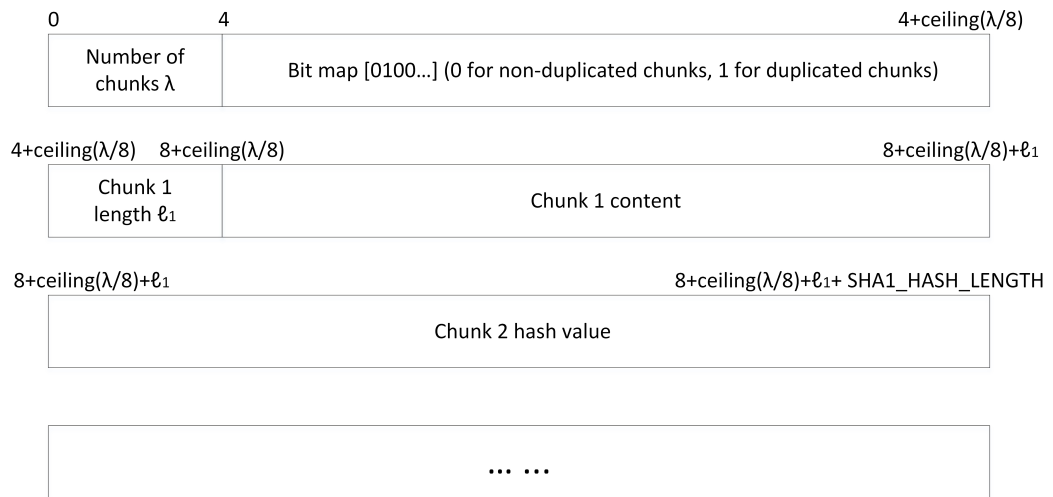 0 4 4+ceiling(λ/8)
Number of
chunks λ
Bit map [0100...] (0 for non-duplicated chunks, 1 for duplicated chunks)
4+ceiling(λ/8) 8+ceiling(λ/8) 8+ceiling(λ/8)+ℓ1
Chunk 1
length ℓ1
Chunk 1 content
8+ceiling(λ/8)+ℓ1 8+ceiling(λ/8)+ℓ1+ SHA1_HASH_LENGTH
Chunk 2 hash value
... ...